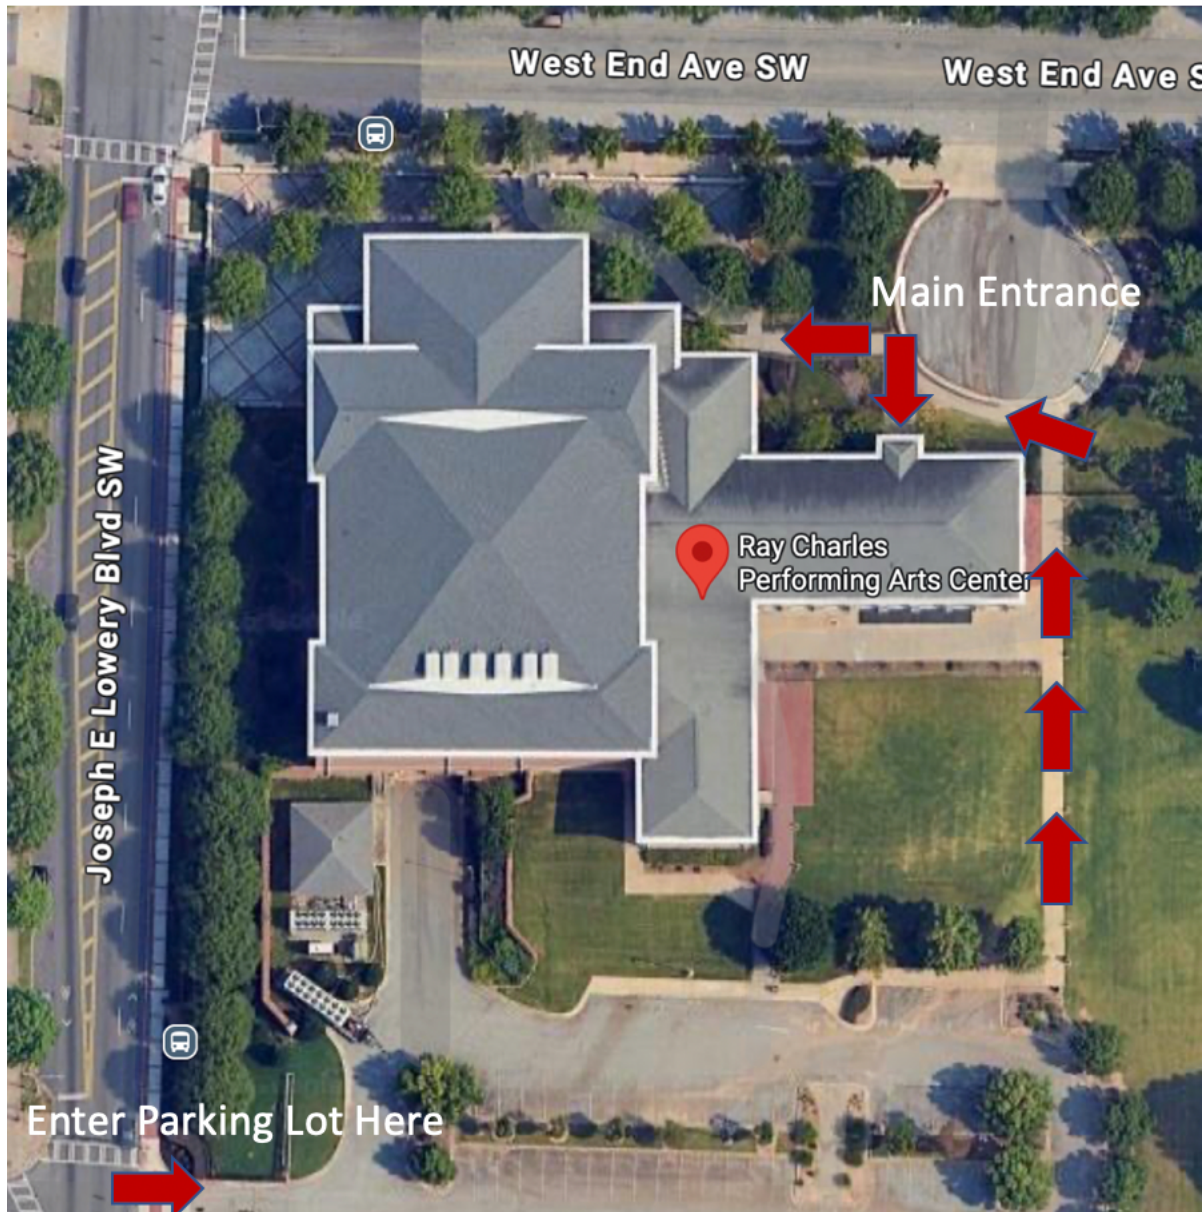 West End Ave SW
West End Ave S
Main Entrance
Joseph E Lowery Blvd SW
Ray Charles
Performing Arts Center
Enter Parking Lot Here